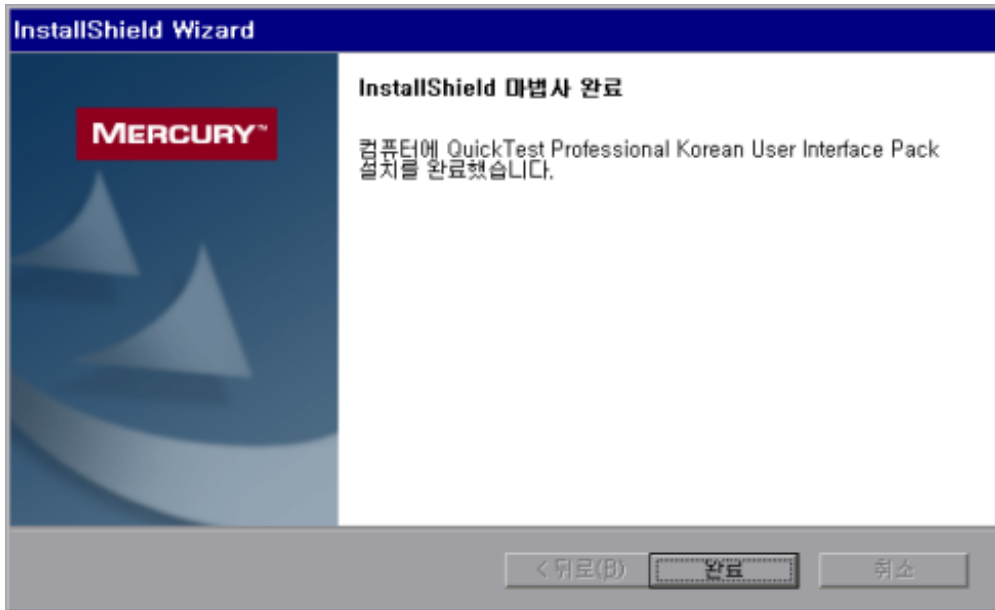 InstallShield Wizard
MERCURY™
InstallShield 마법사 완료
컴퓨터에 QuickTest Professional Korean User Interface Pack
설치를 완료했습니다.
< 뒤로(B)
완료
취소